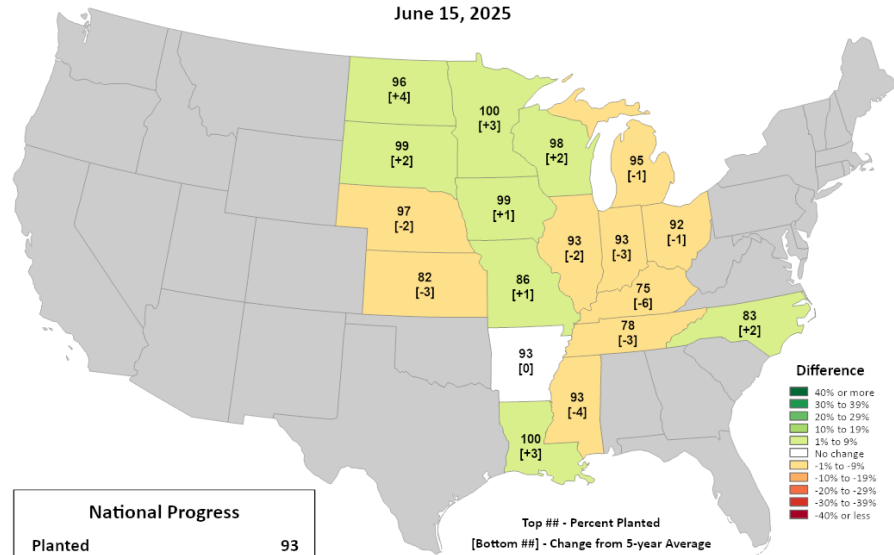 June 15, 2025
96
[+4]
100
[+3]
99
[+2]
98
[+2]
95
[-1]
97
[-2]
99
[+1]
93
[-2]
93
[-3]
92
[-1]
82
[-3]
86
[+1]
75
[-6]
78
[-3]
83
[+2]
93
[0]
93
[-4]
100
[+3]
Difference
40% or more
30% to 39%
20% to 29%
10% to 19%
1% to 9%
No change
-1% to -9%
-10% to -19%
-20% to -29%
-30% to -39%
-40% or less
National Progress
Planted 93
Top ## - Percent Planted
[Bottom ##] - Change from 5-year Average